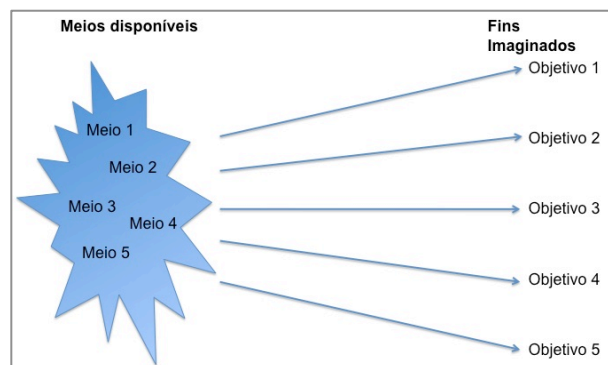 Meios disponíveis
Fins
Imaginados
Meio 1
Meio 2
Meio 3
Meio 4
Meio 5
Objetivo 1
Objetivo 2
Objetivo 3
Objetivo 4
Objetivo 5